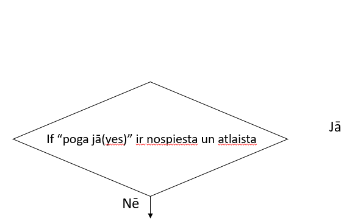 If “poga jā(yes)” ir nospiesta un atlaista
Jā
Nē